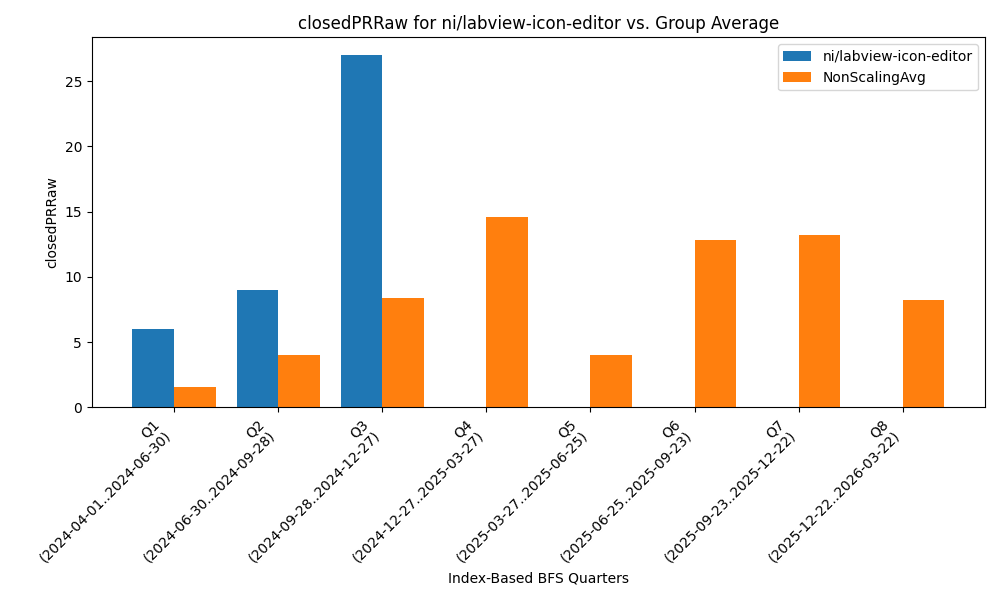 closedPRRaw for ni/labview-icon-editor vs. Group Average
ni/labview-icon-editor
NonScalingAvg
closedPRRaw
25
20
15
10
5
0
Q1
(2024-04-01..2024-06-30)
Q2
(2024-06-30..2024-09-28)
Q3
(2024-09-28..2024-12-27)
Q4
(2024-12-27..2025-03-27)
Q5
(2025-03-27..2025-06-25)
Q6
(2025-06-25..2025-09-23)
Q7
(2025-09-23..2025-12-22)
Q8
(2025-12-22..2026-03-22)
Index-Based BFS Quarters